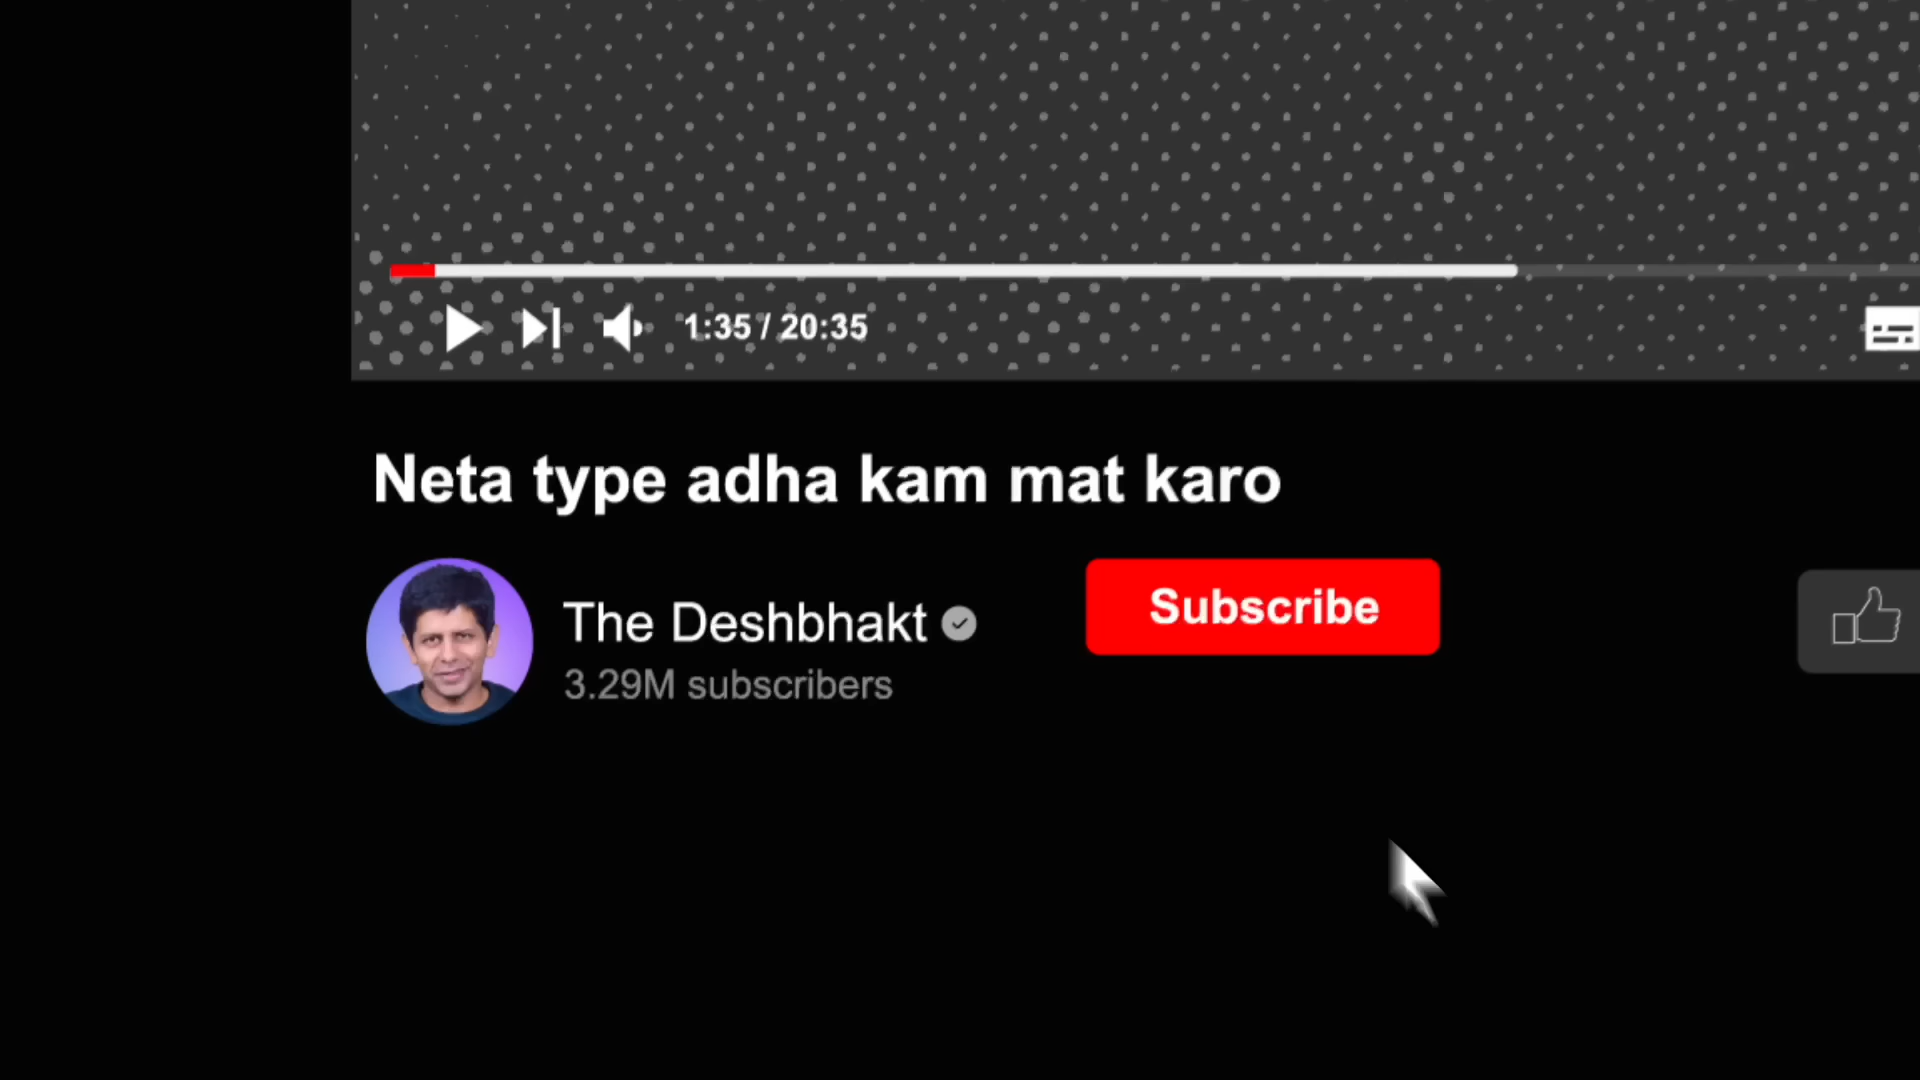 1:35 / 20:35
Neta type adha kam mat karo
The Deshbhakt
3.29M subscribers
Subscribe